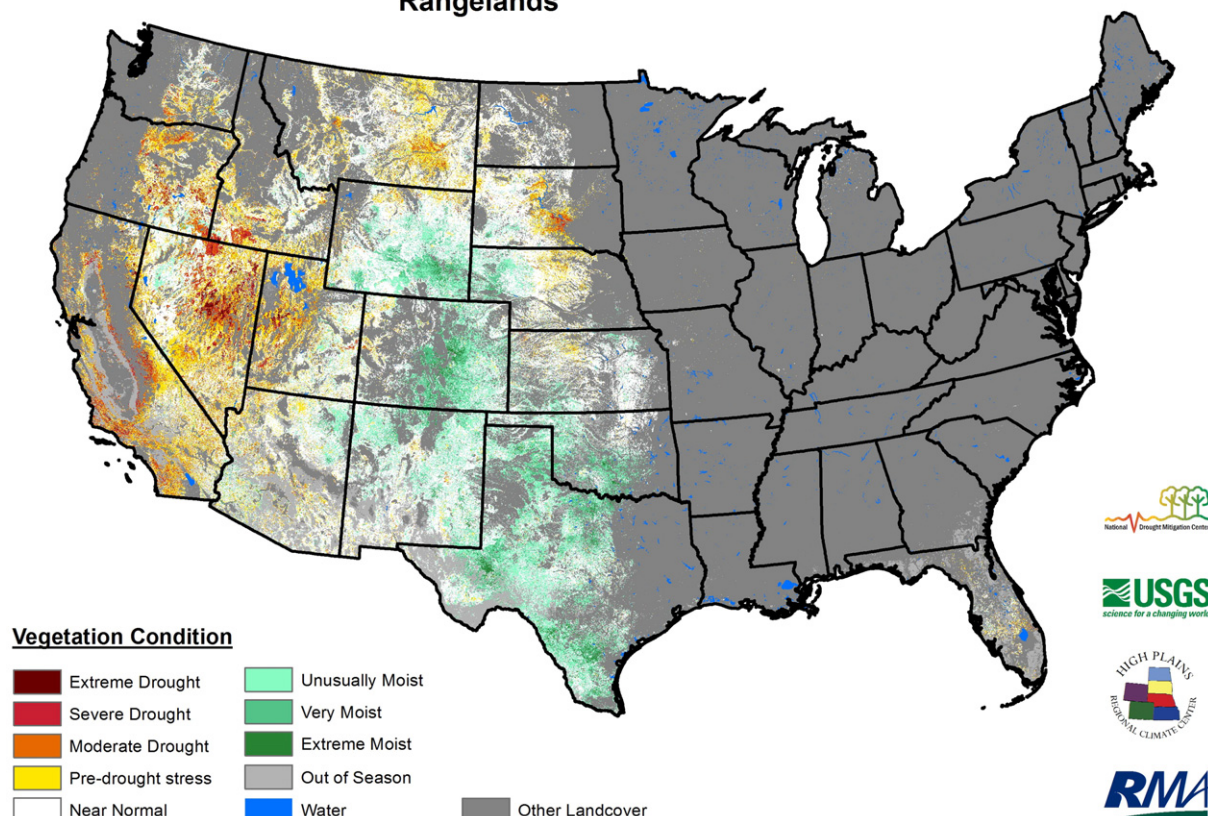 Rangelands
National Drought Mitigation Center
USGS
science for a changing world
HIGH PLAINS
REGIONAL CLIMATE CENTER
Vegetation Condition
Extreme Drought
Severe Drought
Moderate Drought
Pre-drought stress
Near Normal
Unusually Moist
Very Moist
Extreme Moist
Out of Season
Water
Other Landcover
RMA